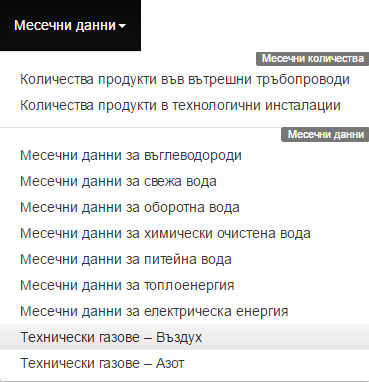 Месечни данни
Месечни количества
Количества продукти във вътрешни тръбопроводи
Количества продукти в технологични инсталации
Месечни данни
Месечни данни за въглеводороди
Месечни данни за свежа вода
Месечни данни за оборотна вода
Месечни данни за химически очистена вода
Месечни данни за питейна вода
Месечни данни за топлоенергия
Месечни данни за електрическа енергия
Технически газове – Въздух
Технически газове – Азот